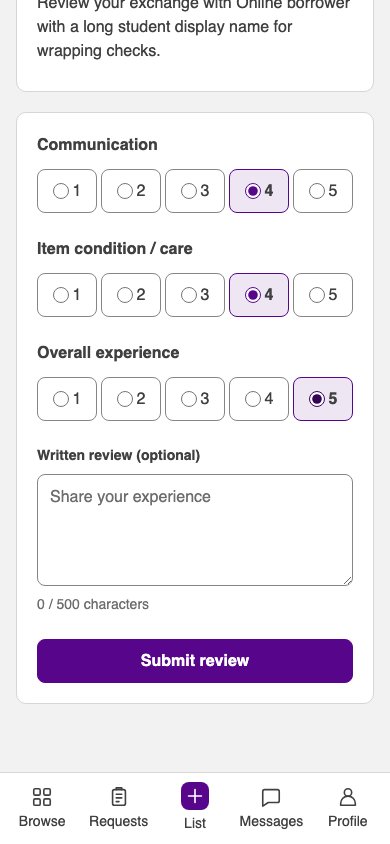 Review your exchange with Online borrower
with a long student display name for
wrapping checks.
Communication
1 2 3 4 5
Item condition / care
1 2 3 4 5
Overall experience
1 2 3 4 5
Written review (optional)
Share your experience
0 / 500 characters
Submit review
Browse Requests List Messages Profile